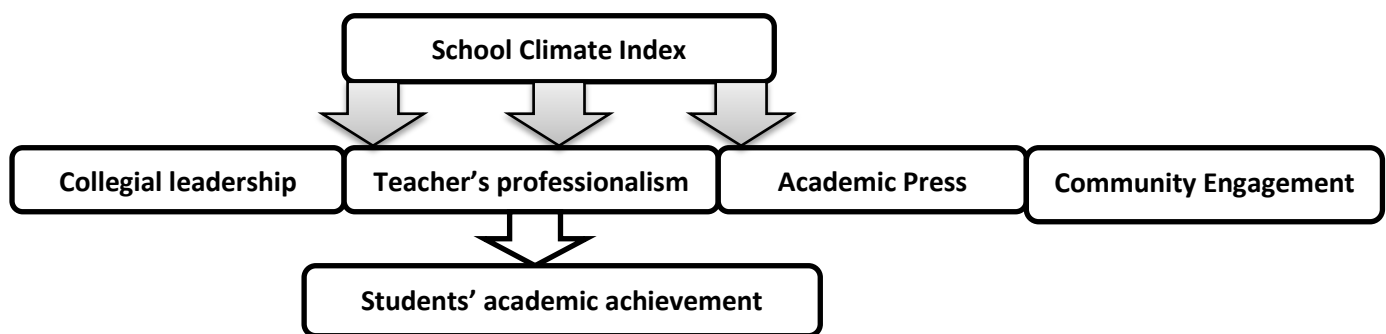 School Climate Index
Collegial leadership
Teacher’s professionalism
Academic Press
Community Engagement
Students’ academic achievement